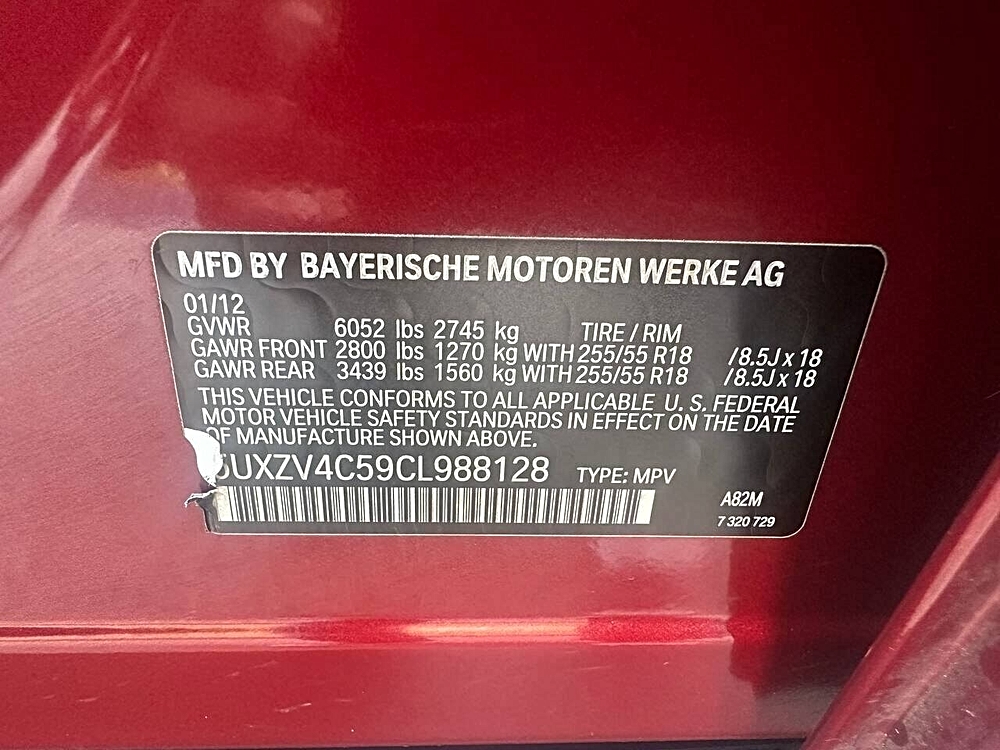 MFD BY BAYERISCHE MOTOREN WERKE AG
01/12
GVWR 6052 lbs 2745 kg TIRE / RIM
GAWR FRONT 2800 lbs 1270 kg WITH 255/55 R18 /8.5J x 18
GAWR REAR 3439 lbs 1560 kg WITH 255/55 R18 /8.5J x 18
THIS VEHICLE CONFORMS TO ALL APPLICABLE U. S. FEDERAL
MOTOR VEHICLE SAFETY STANDARDS IN EFFECT ON THE DATE
OF MANUFACTURE SHOWN ABOVE.
5UXZV4C59CL988128 TYPE: MPV
A82M
7 320 729